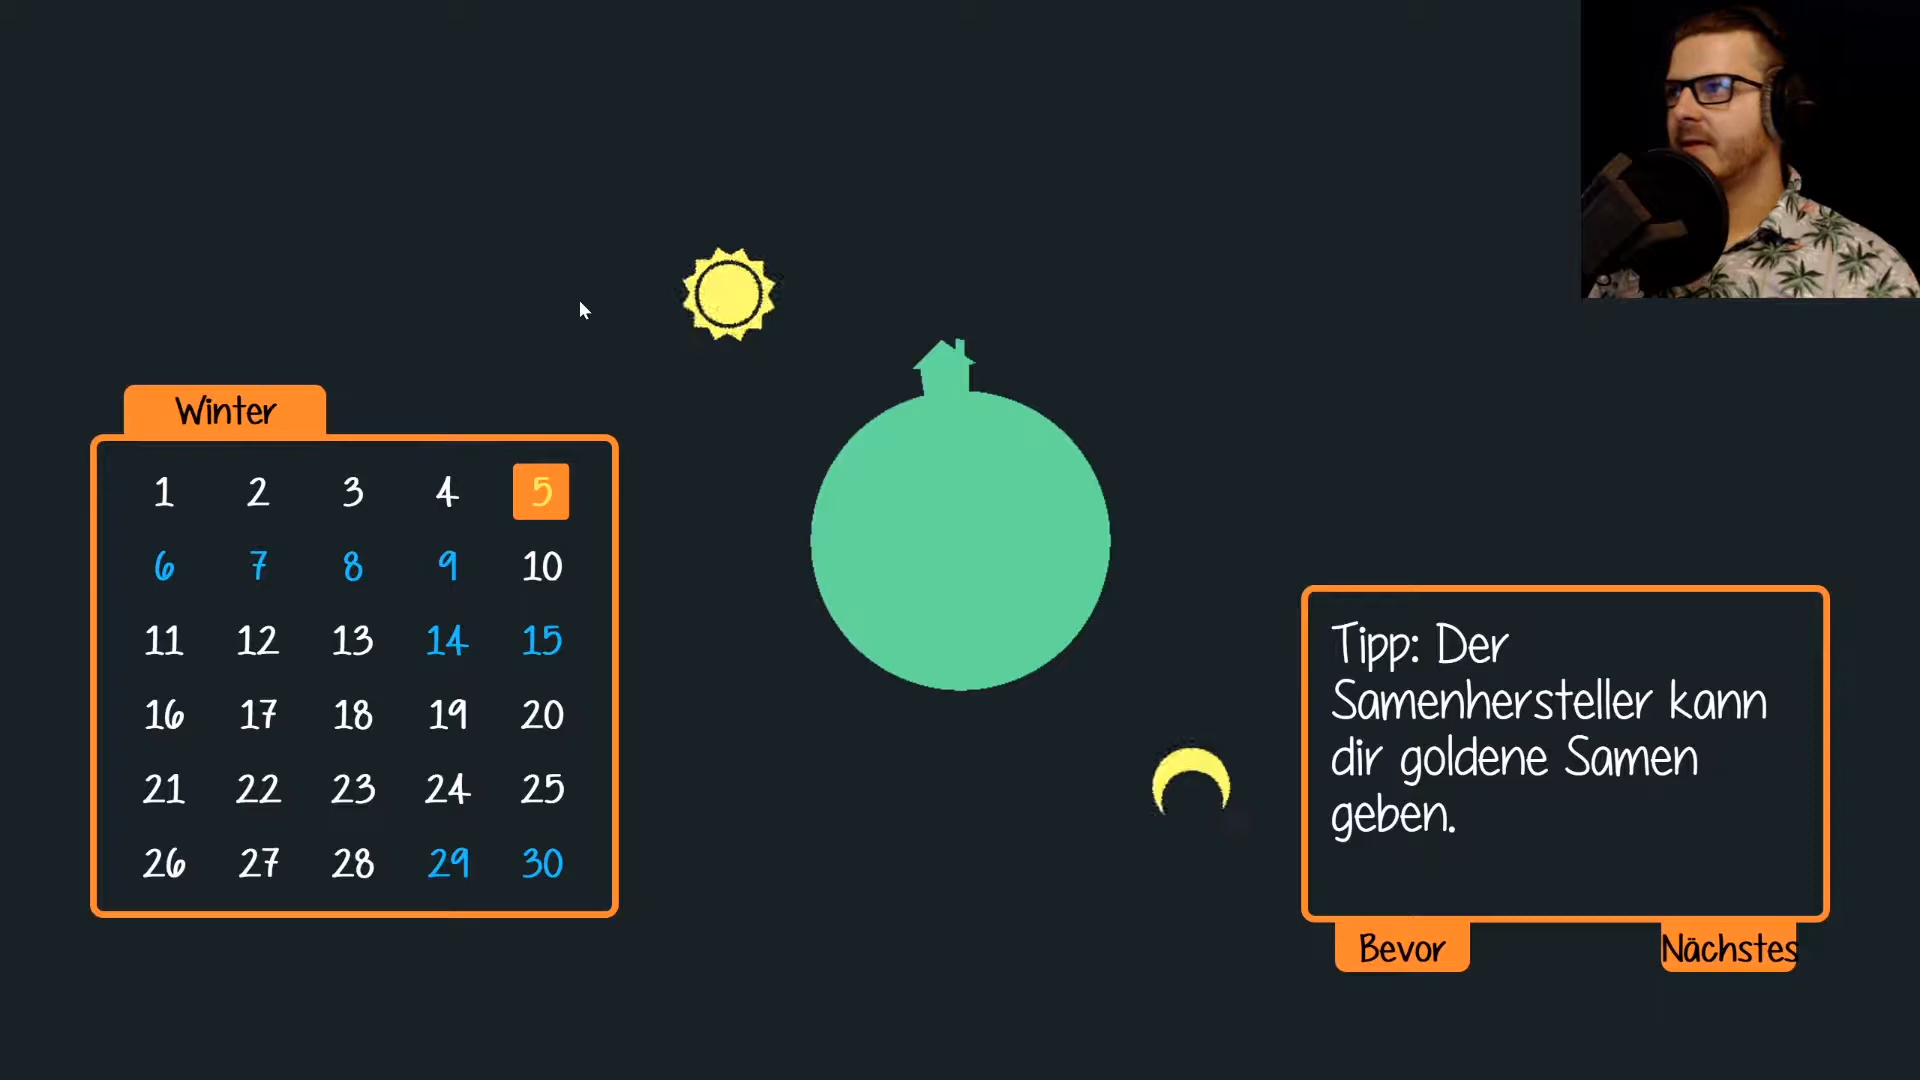 Winter
1 2 3 4 5
6 7 8 9 10
11 12 13 14 15
16 17 18 19 20
21 22 23 24 25
26 27 28 29 30
Tipp: Der
Samenhersteller kann
dir goldene Samen
geben.
Bevor
Nächstes